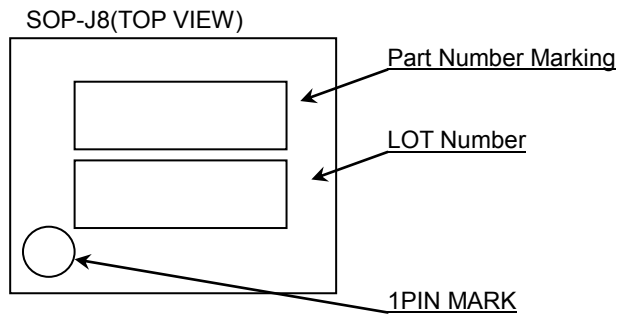 SOP-J8(TOP VIEW)
Part Number Marking
LOT Number
1PIN MARK